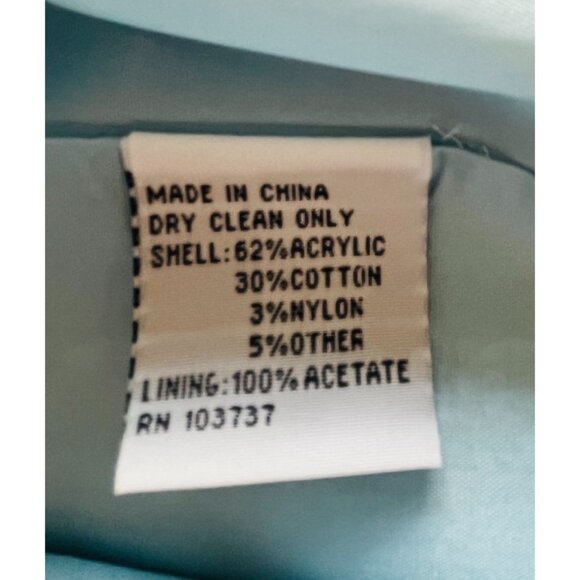 MADE IN CHINA
DRY CLEAN ONLY
SHELL:62%ACRYLIC
30%COTTON
3%NYLON
5%OTHER
LINING:100%ACETATE
RN 103737